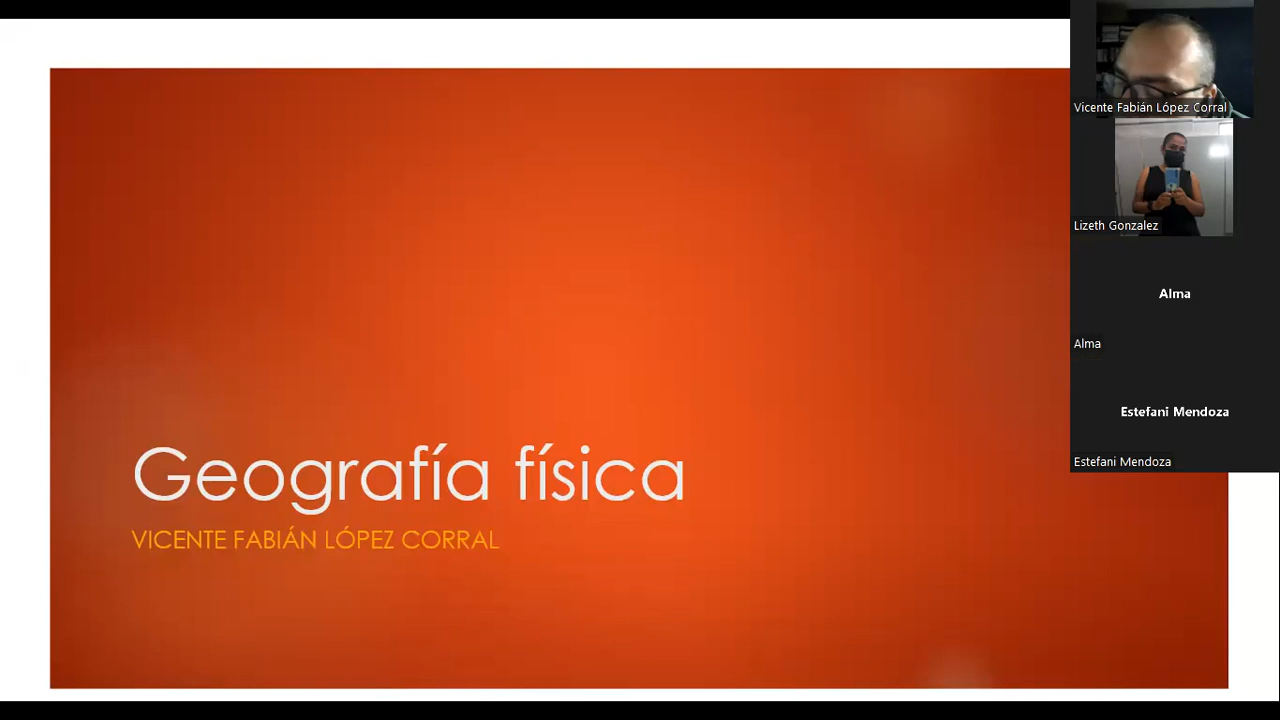 Geografía física
VICENTE FABIÁN LÓPEZ CORRAL
Vicente Fabián López Corral
Lizeth Gonzalez
Alma
Alma
Estefani Mendoza
Estefani Mendoza